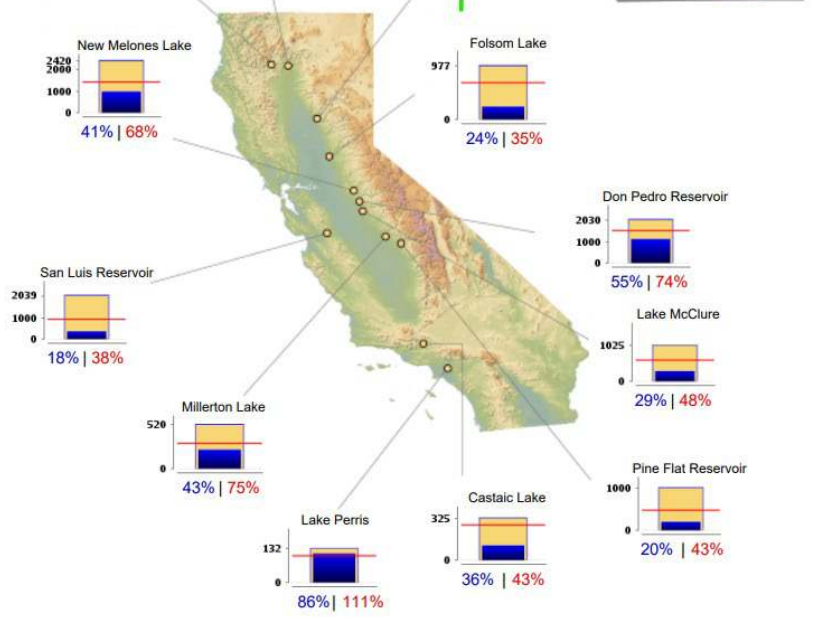 New Melones Lake
2420
2000
1000
0
41% | 68%
Folsom Lake
977
0
24% | 35%
Don Pedro Reservoir
2030
1000
0
55% | 74%
San Luis Reservoir
2039
1000
0
18% | 38%
Lake McClure
1025
0
29% | 48%
Millerton Lake
520
0
43% | 75%
Pine Flat Reservoir
1000
0
20% | 43%
Castaic Lake
325
0
36% | 43%
Lake Perris
132
0
86% | 111%